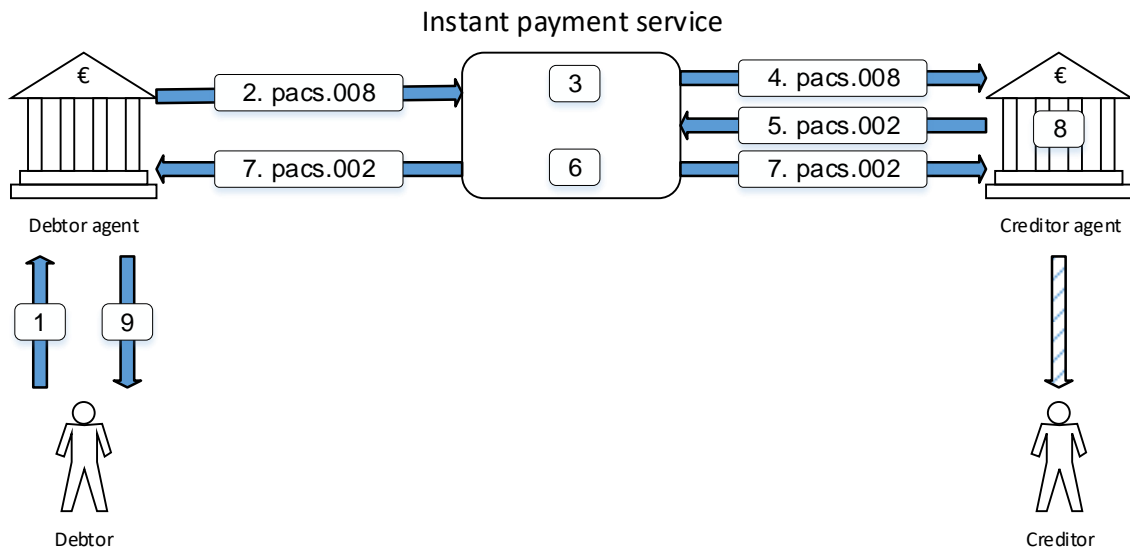 Instant payment service
€
2. pacs.008
3
4. pacs.008
€
5. pacs.002
8
7. pacs.002
6
7. pacs.002
Debtor agent
Creditor agent
1
9
Debtor
Creditor